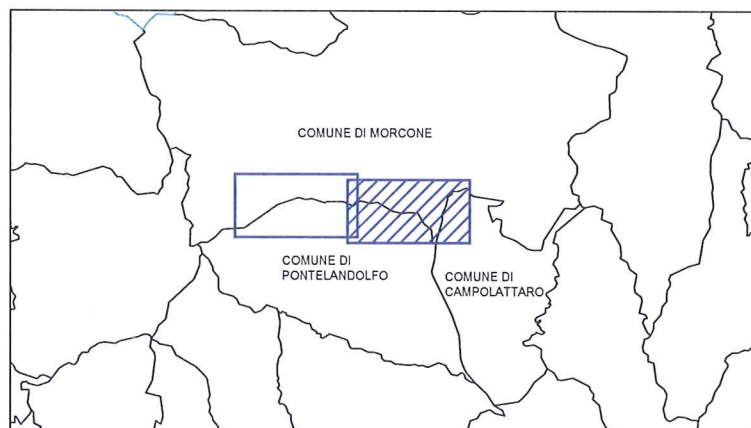 COMUNE DI MORCONE
COMUNE DI
PONTELANDOLFO
COMUNE DI
CAMPOLATTARO